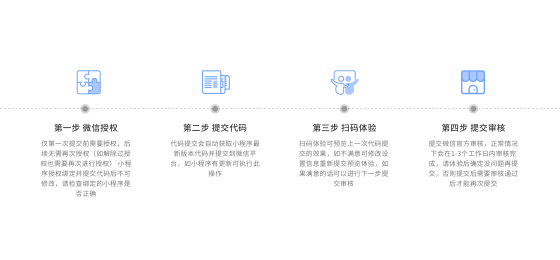 第一步 微信授权
仅第一次提交前需要授权，后
续无需再次授权（如解除过授
权也需要再次进行授权） 小程
序授权绑定并提交代码后不可
修改，请检查绑定的小程序是
否正确
第二步 提交代码
代码提交会自动获取小程序最
新版本代码并提交到微信平
台，如小程序有更新可执行此
操作
第三步 扫码体验
扫码体验可预览上一次代码提
交的效果，如不满意可修改设
置信息重新提交预览体验，如
果满意的话可以进行下一步提
交审核
第四步 提交审核
提交微信官方审核，正常情况
下会在1-3个工作日内审核完
成，请体验后确定没问题再提
交，否则提交后需要审核通过
后才能再次提交